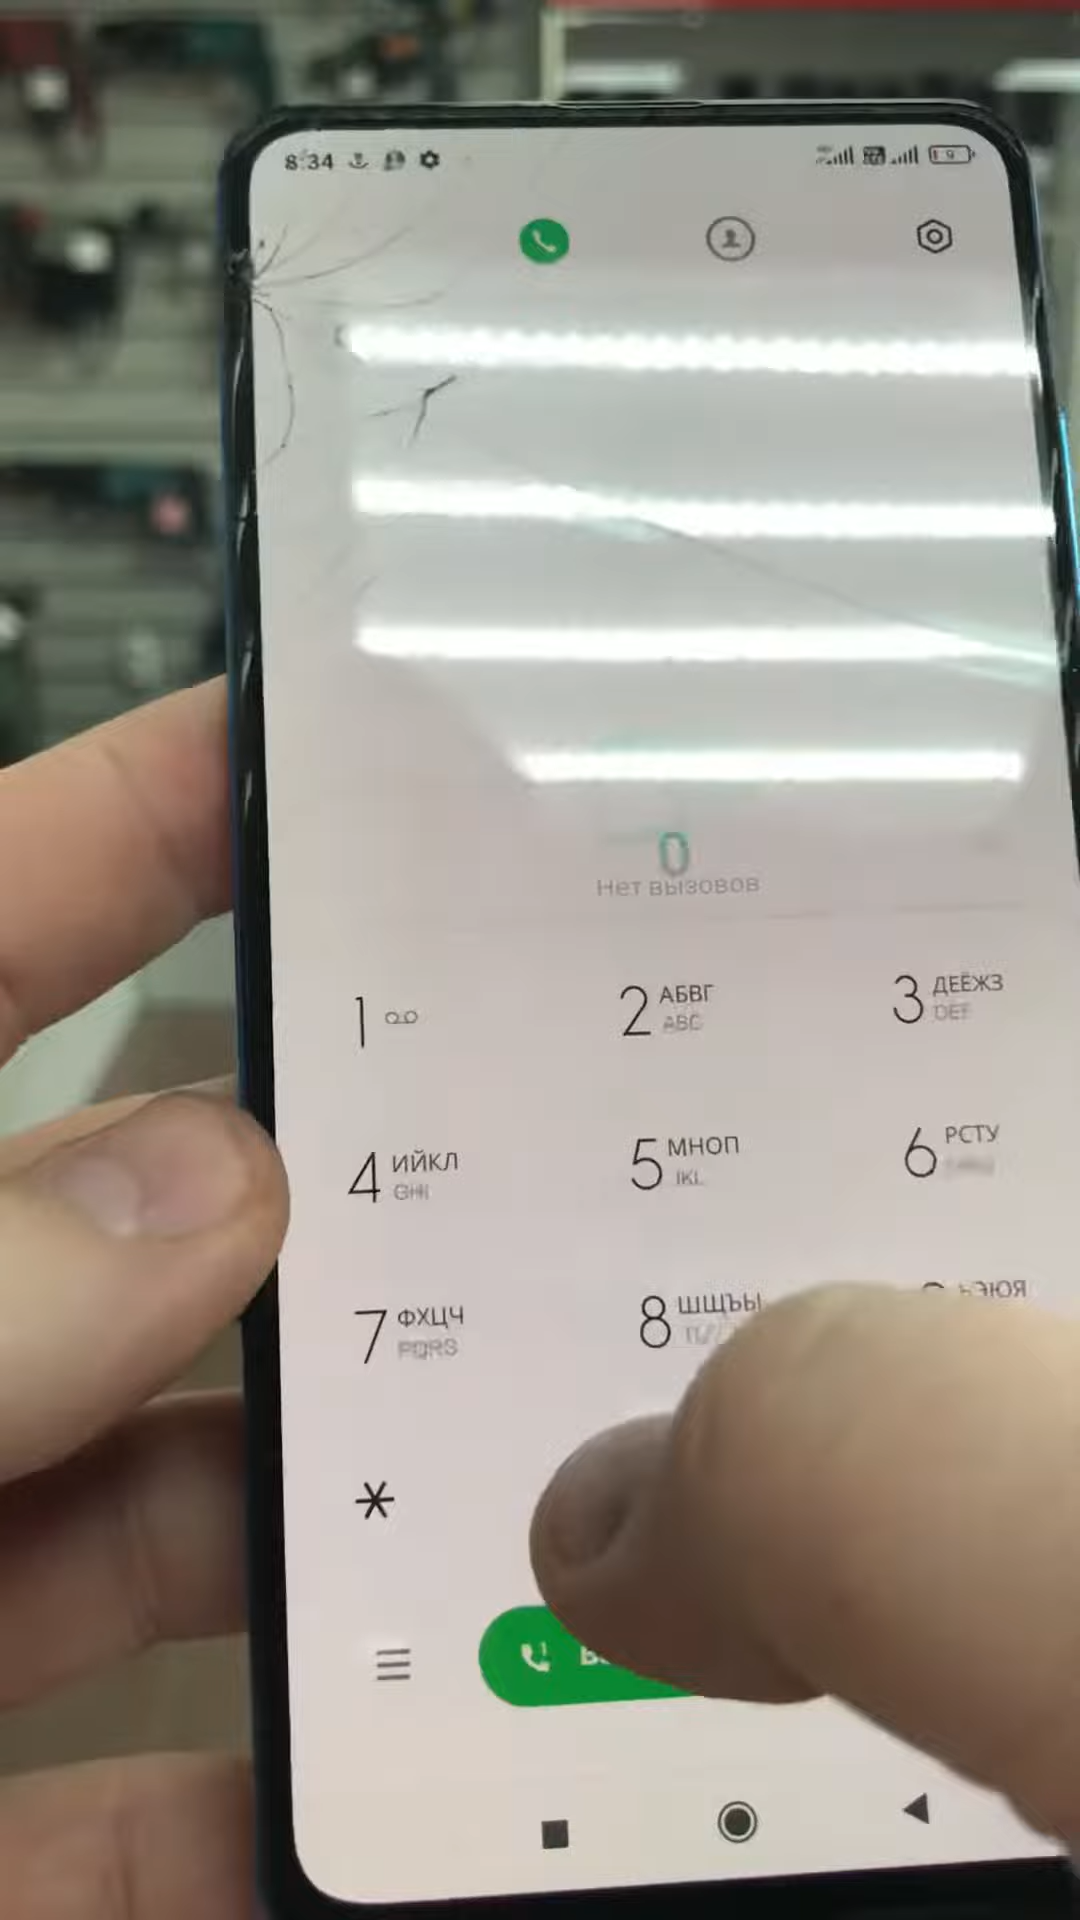 8:34
9
0
Нет вызовов
1
2 АБВГ
ABC
3 ДЕЁЖЗ
DEF
4 ИЙКЛ
GHI
5 МНОП
JKL
6 РСТУ
7 ФХЦЧ
PQRS
8 ШЩЪЫ
ЬЭЮЯ
*